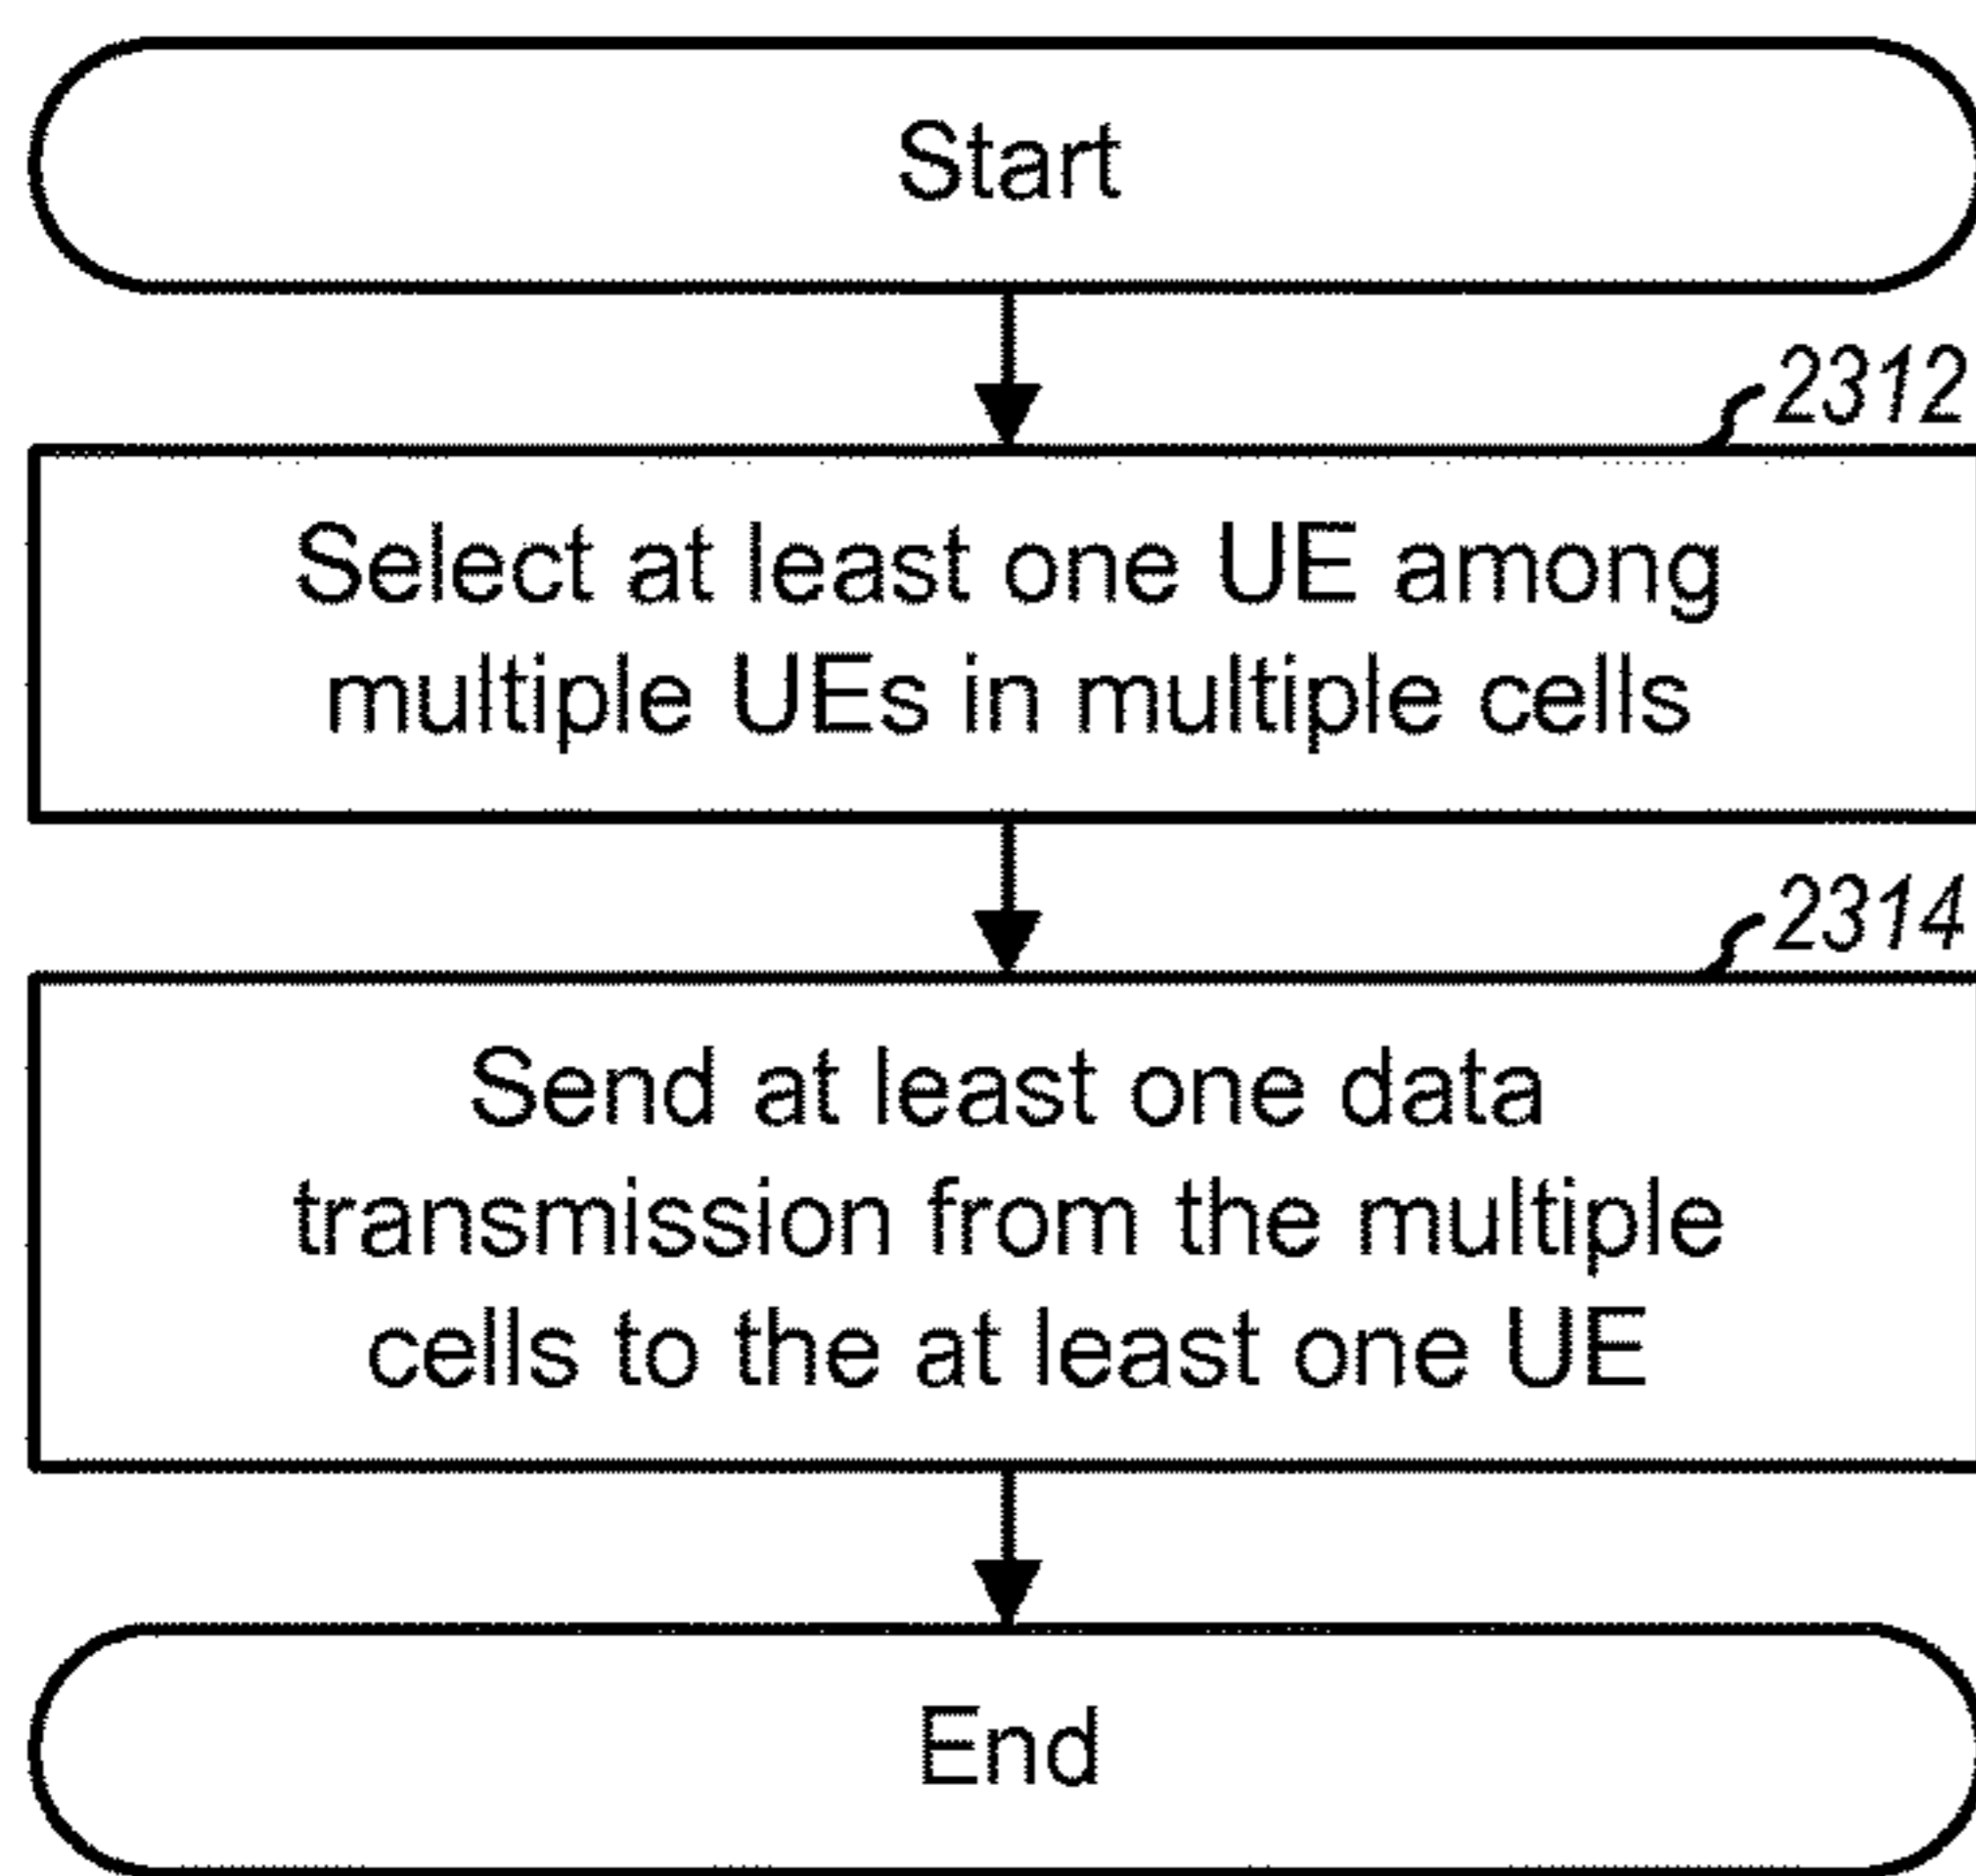 Start
2312
Select at least one UE among
multiple UEs in multiple cells
2314
Send at least one data
transmission from the multiple
cells to the at least one UE
End